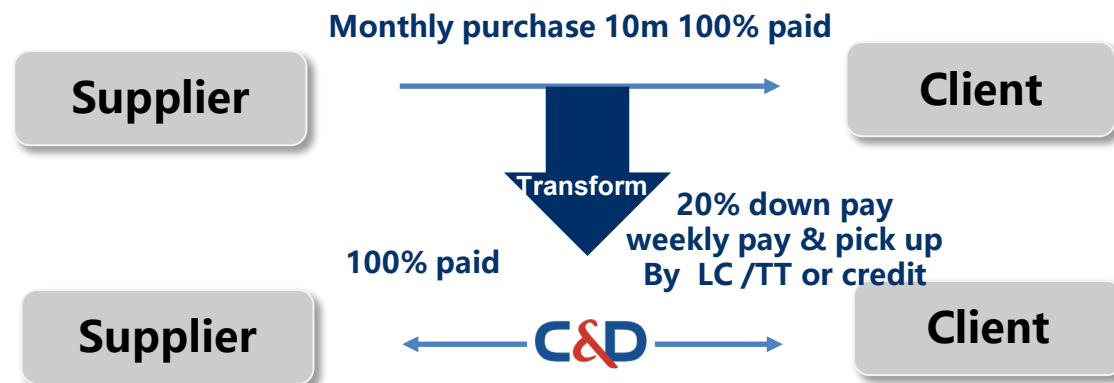 Monthly purchase 10m 100% paid
Supplier
Client
Transform
20% down pay
weekly pay & pick up
By LC /TT or credit
100% paid
Supplier
C&D
Client